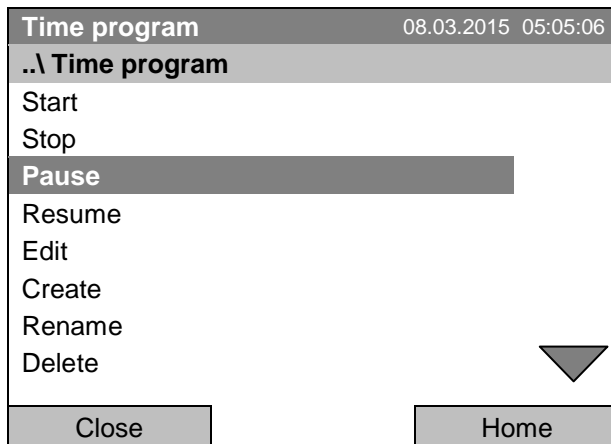 Time program 08.03.2015 05:05:06
..\ Time program
Start
Stop
Pause
Resume
Edit
Create
Rename
Delete
Close Home